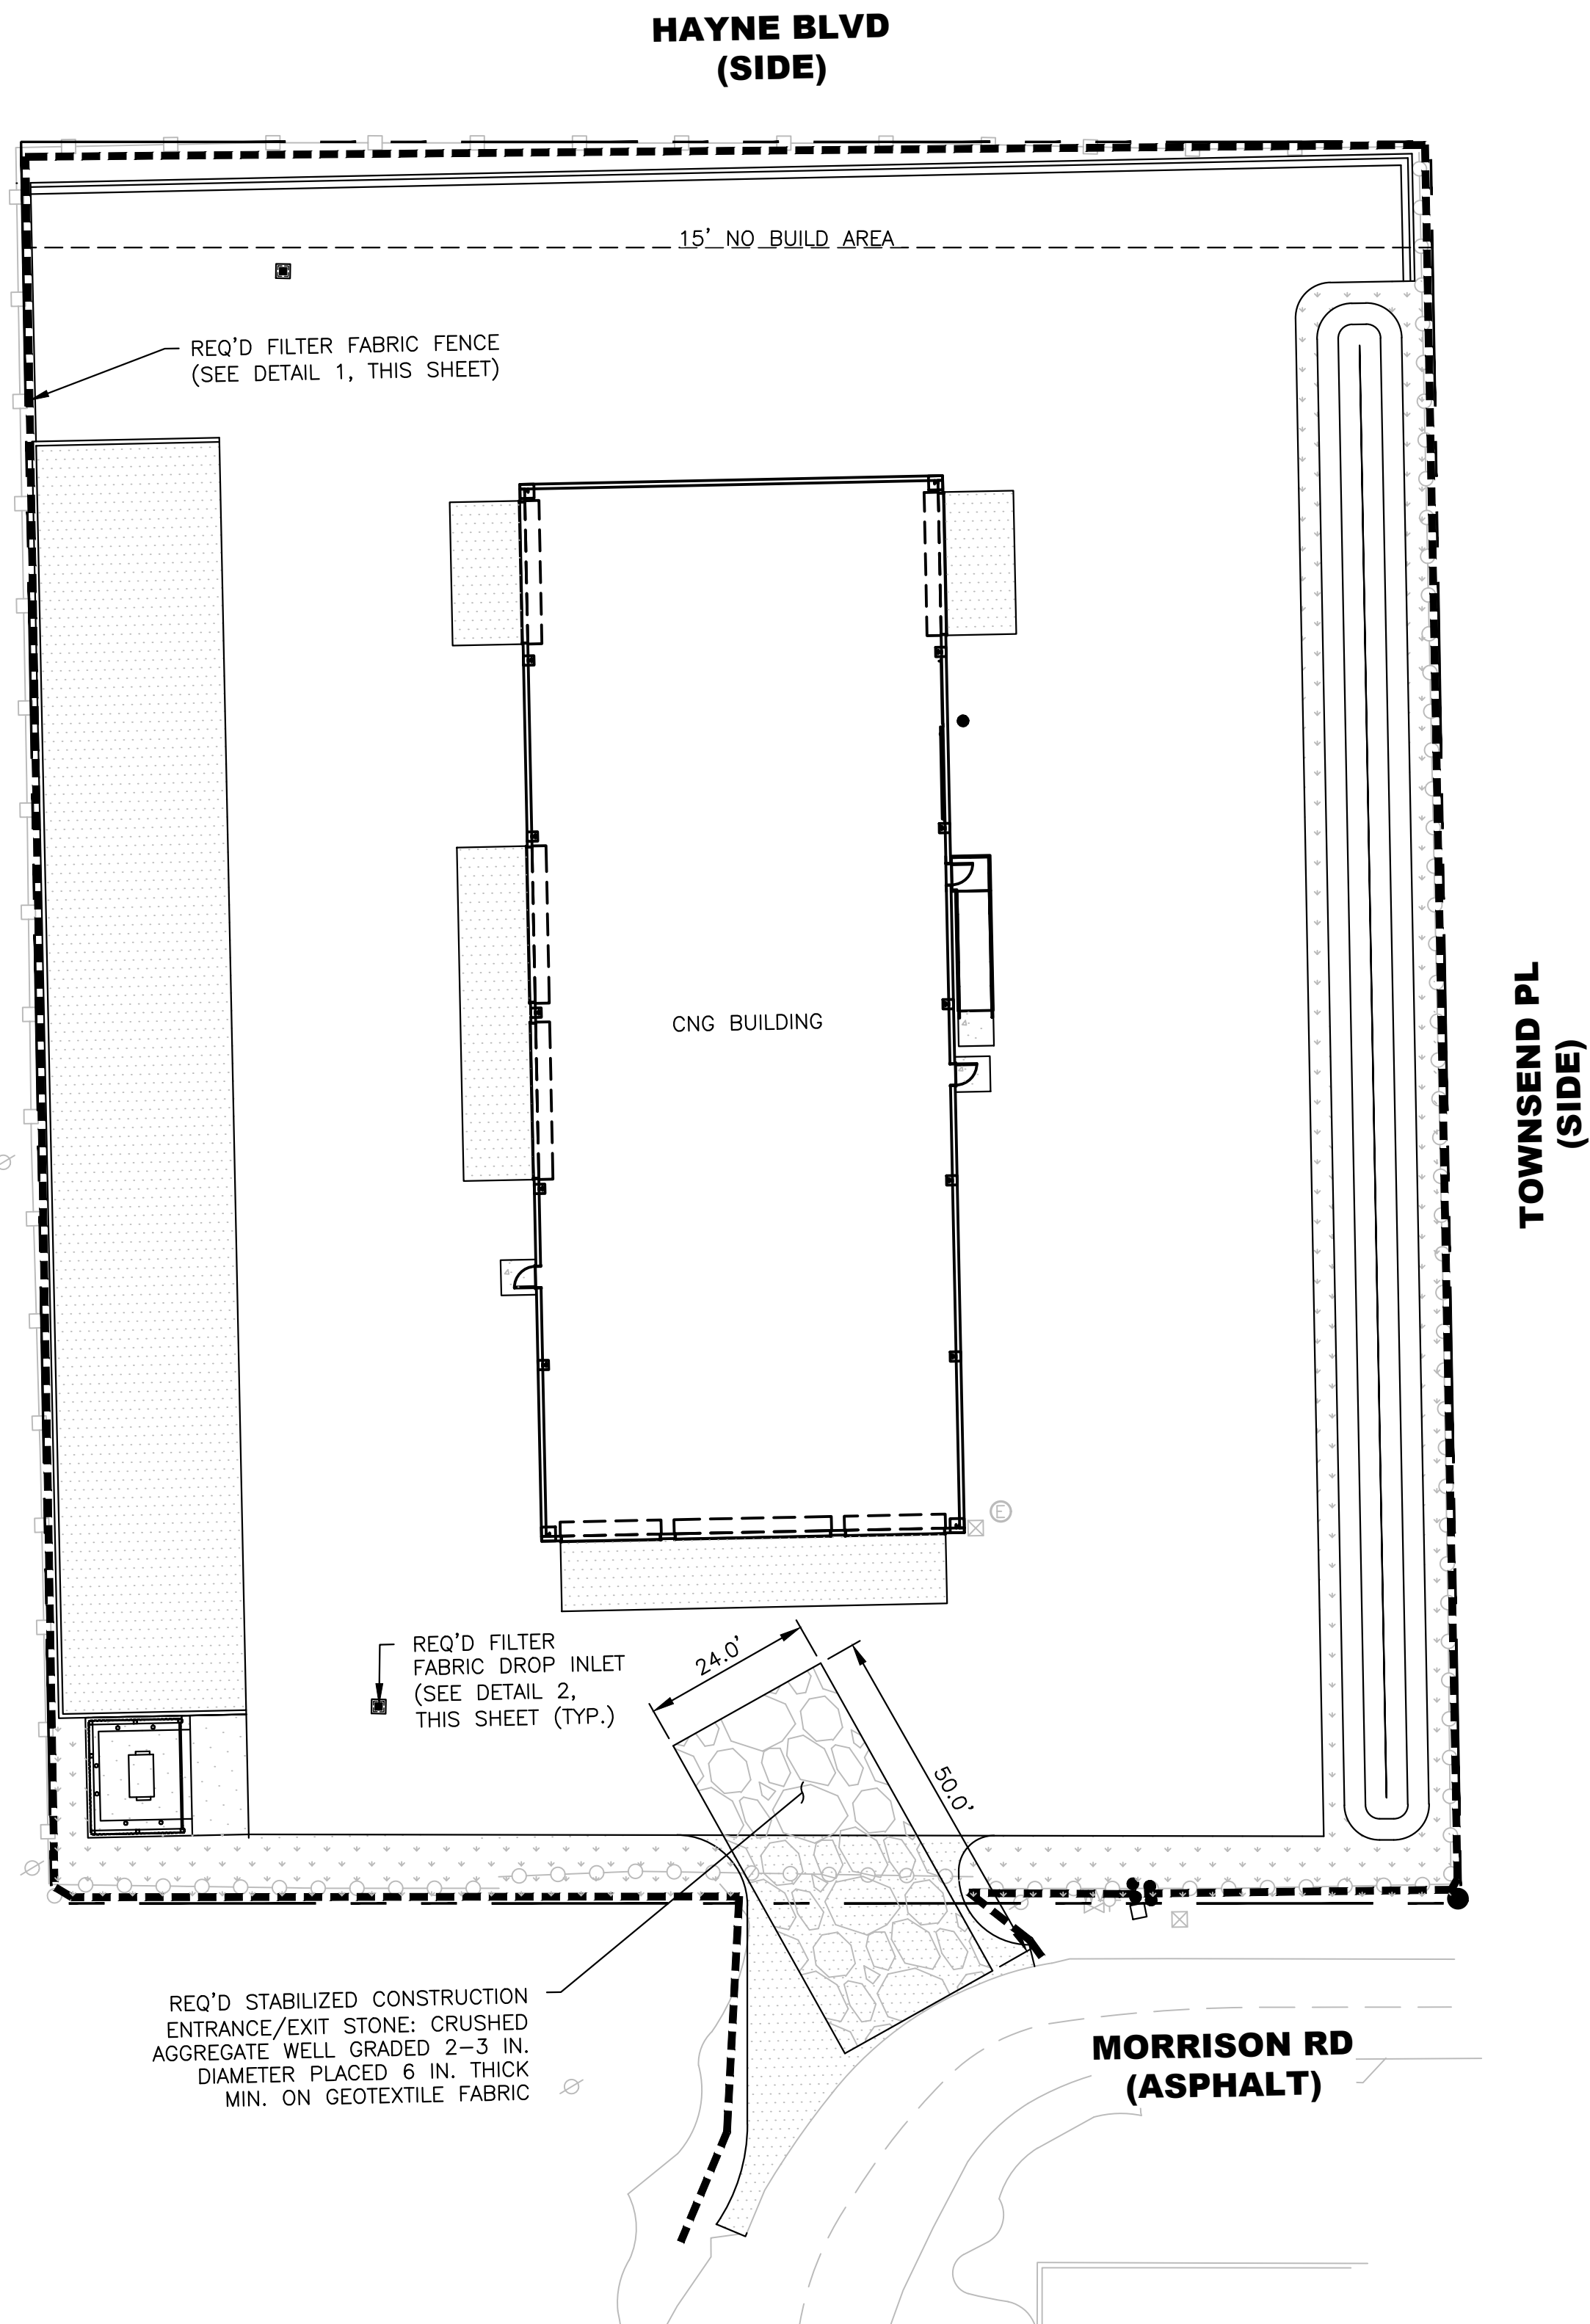 HAYNE BLVD
(SIDE)
15' NO BUILD AREA
REQ'D FILTER FABRIC FENCE
(SEE DETAIL 1, THIS SHEET)
CNG BUILDING
TOWNSEND PL
(SIDE)
E
REQ'D FILTER
FABRIC DROP INLET
(SEE DETAIL 2,
THIS SHEET (TYP.)
24.0'
50.0'
REQ'D STABILIZED CONSTRUCTION
ENTRANCE/EXIT STONE: CRUSHED
AGGREGATE WELL GRADED 2-3 IN.
DIAMETER PLACED 6 IN. THICK
MIN. ON GEOTEXTILE FABRIC
MORRISON RD
(ASPHALT)